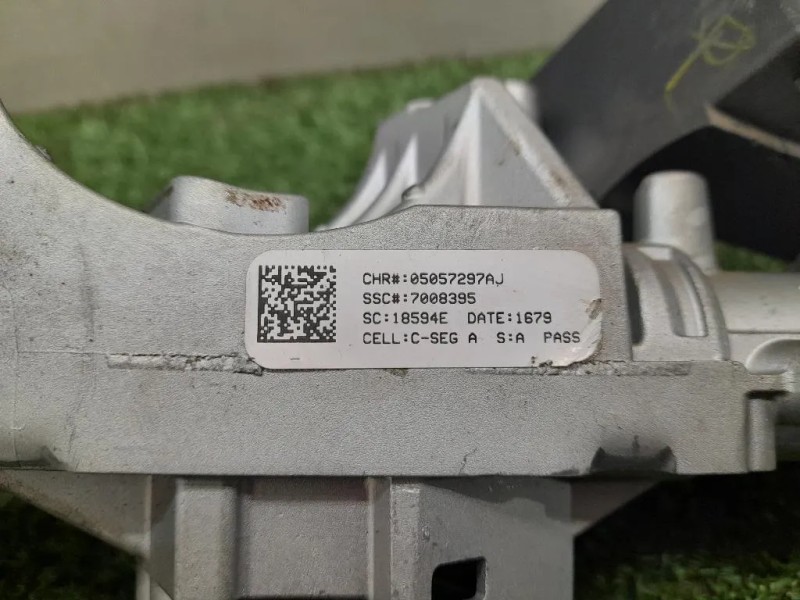 CHR#:05057297AJ
SSC#:7008395
SC:18594E DATE:1679
CELL:C-SEG A S:A PASS